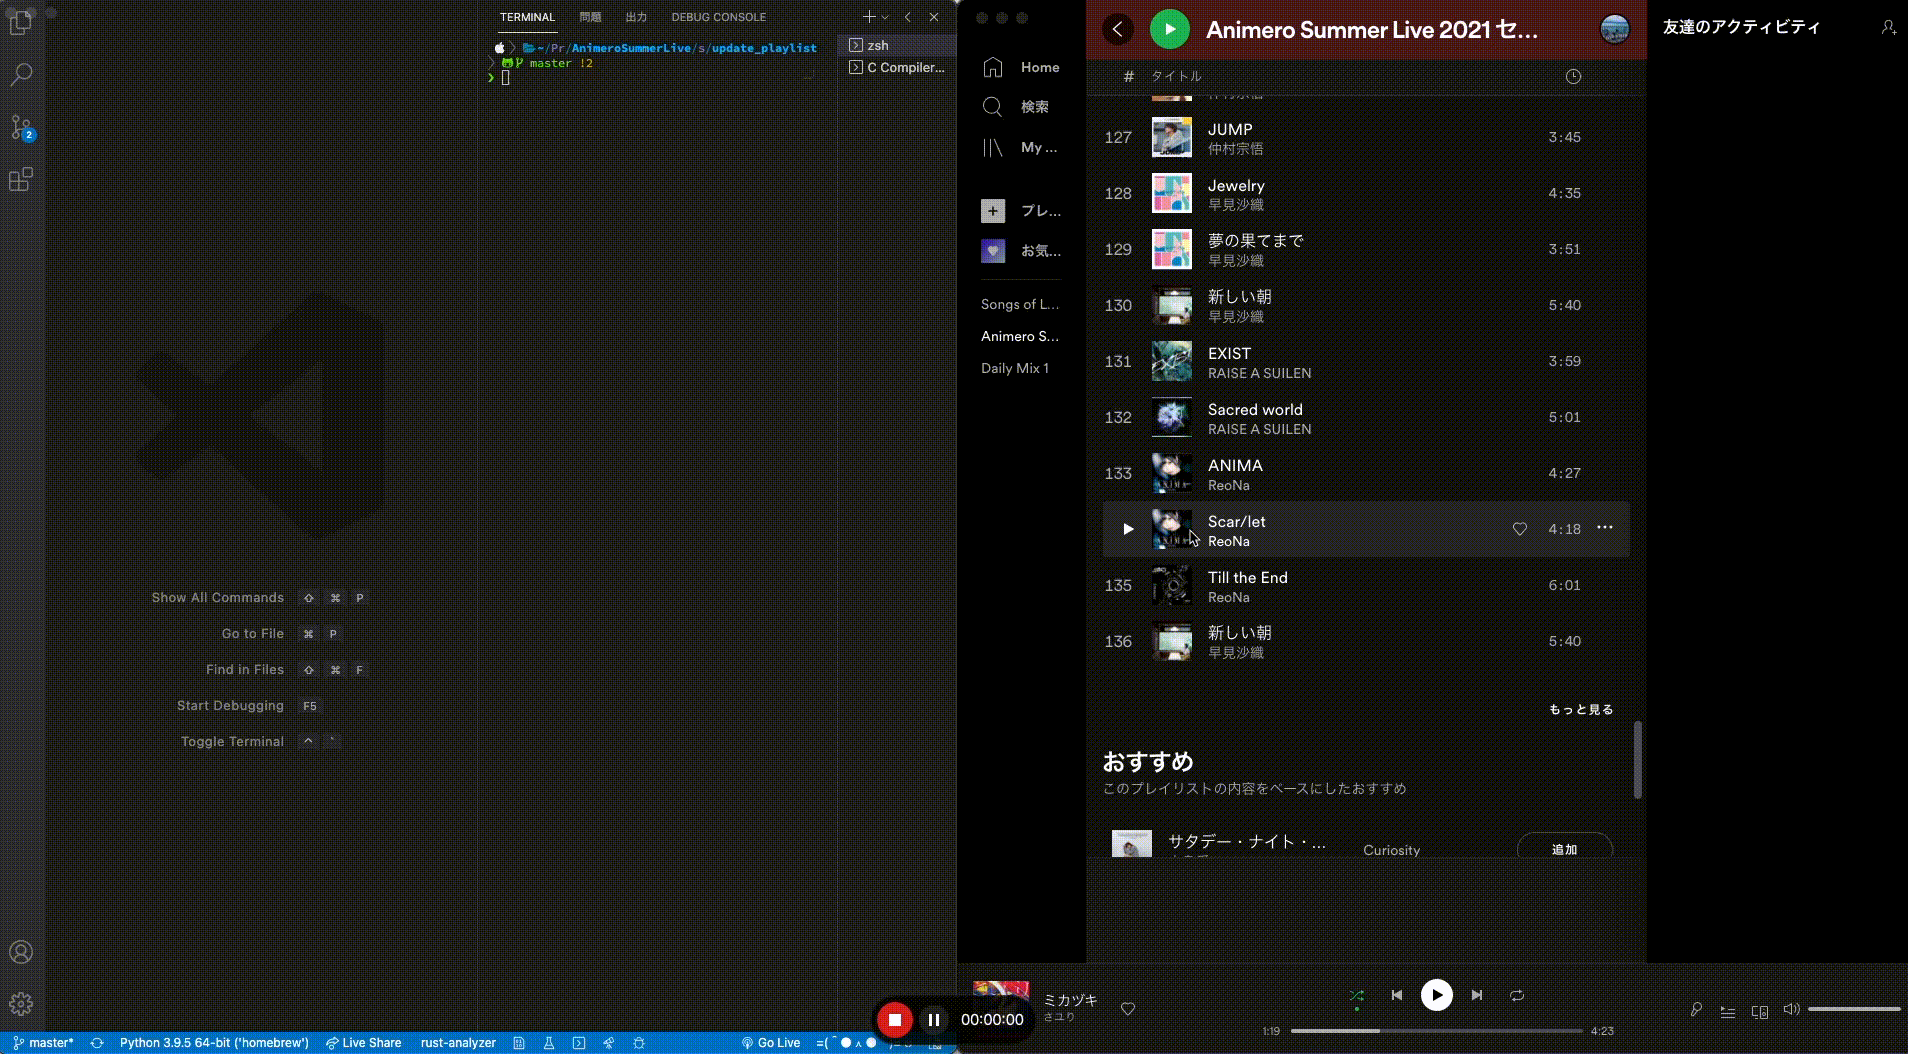 TERMINAL 問題 出力 DEBUG CONSOLE
~/Pr/AnimeroSummerLive/s/update_playlist
master !2
zsh
C Compiler...
2
Show All Commands ⇧ ⌘ P
Go to File ⌘ P
Find in Files ⇧ ⌘ F
Start Debugging F5
Toggle Terminal ^ `
master* Python 3.9.5 64-bit ('homebrew') Live Share rust-analyzer Go Live
00:00:00
Home
検索
My ...
プレ...
お気...
Songs of L...
Animero S...
Daily Mix 1
Animero Summer Live 2021 セ...
# タイトル
127 JUMP 3:45
仲村宗悟
128 Jewelry 4:35
早見沙織
129 夢の果てまで 3:51
早見沙織
130 新しい朝 5:40
早見沙織
131 EXIST 3:59
RAISE A SUILEN
132 Sacred world 5:01
RAISE A SUILEN
133 ANIMA 4:27
ReoNa
Scar/let 4:18
ReoNa
135 Till the End 6:01
ReoNa
136 新しい朝 5:40
早見沙織
もっと見る
おすすめ
このプレイリストの内容をベースにしたおすすめ
サタデー・ナイト・... Curiosity 追加
友達のアクティビティ
ミカヅキ
さユり
1:19 4:23